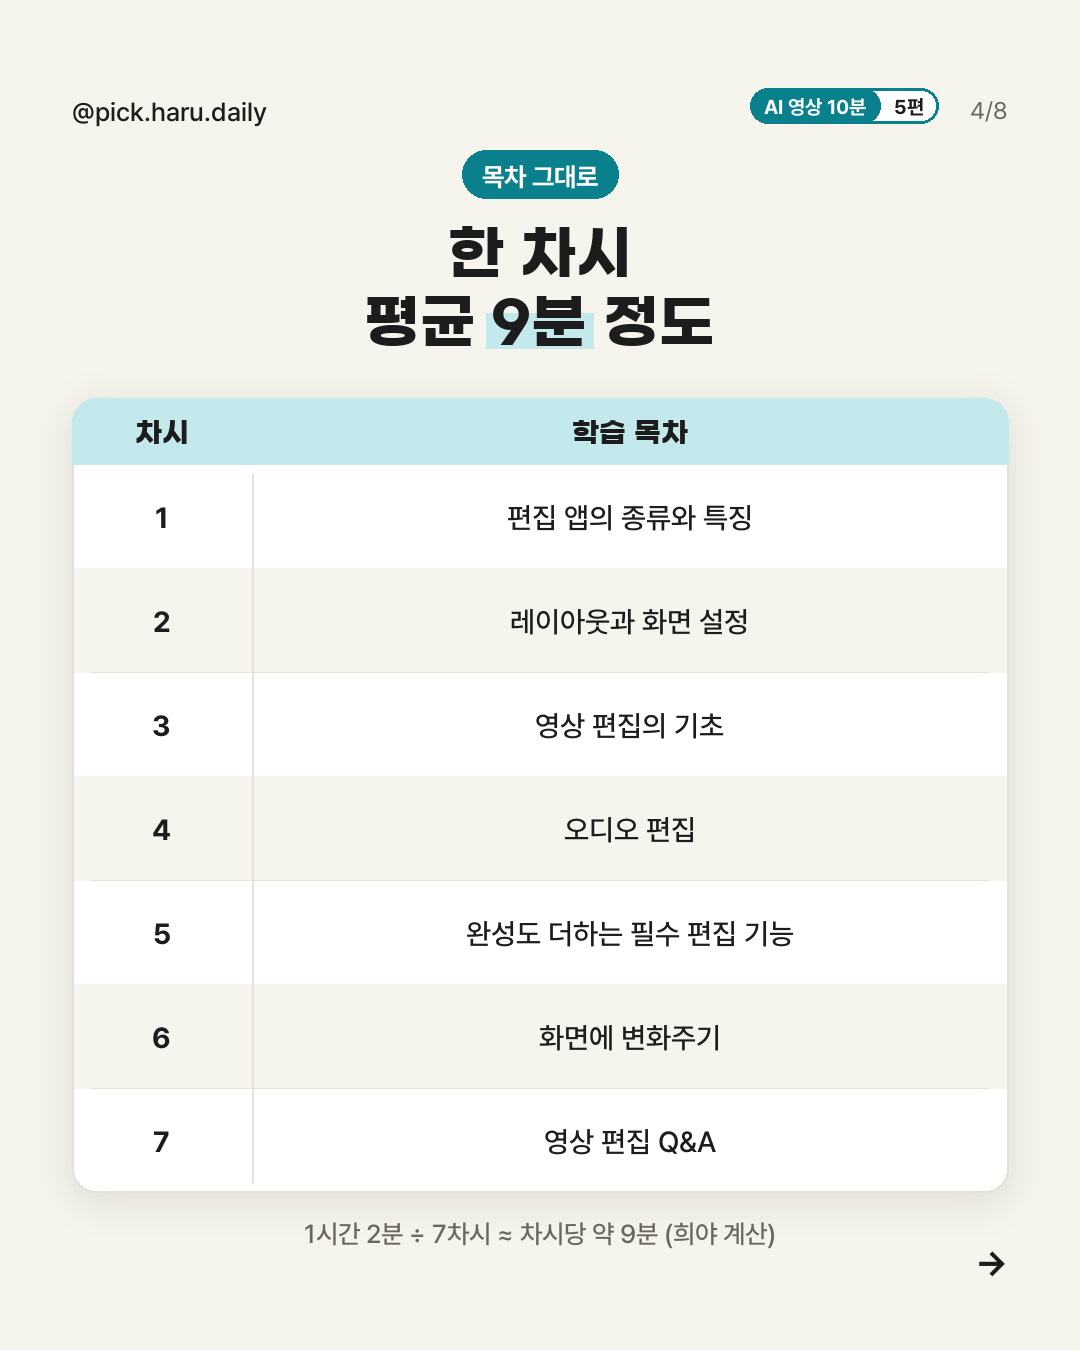 @pick.haru.daily
AI 영상 10분 5편 4/8
목차 그대로
한 차시
평균 9분 정도
차시 학습 목차
1 편집 앱의 종류와 특징
2 레이아웃과 화면 설정
3 영상 편집의 기초
4 오디오 편집
5 완성도 더하는 필수 편집 기능
6 화면에 변화주기
7 영상 편집 Q&A
1시간 2분 ÷ 7차시 ≈ 차시당 약 9분 (희야 계산)
→